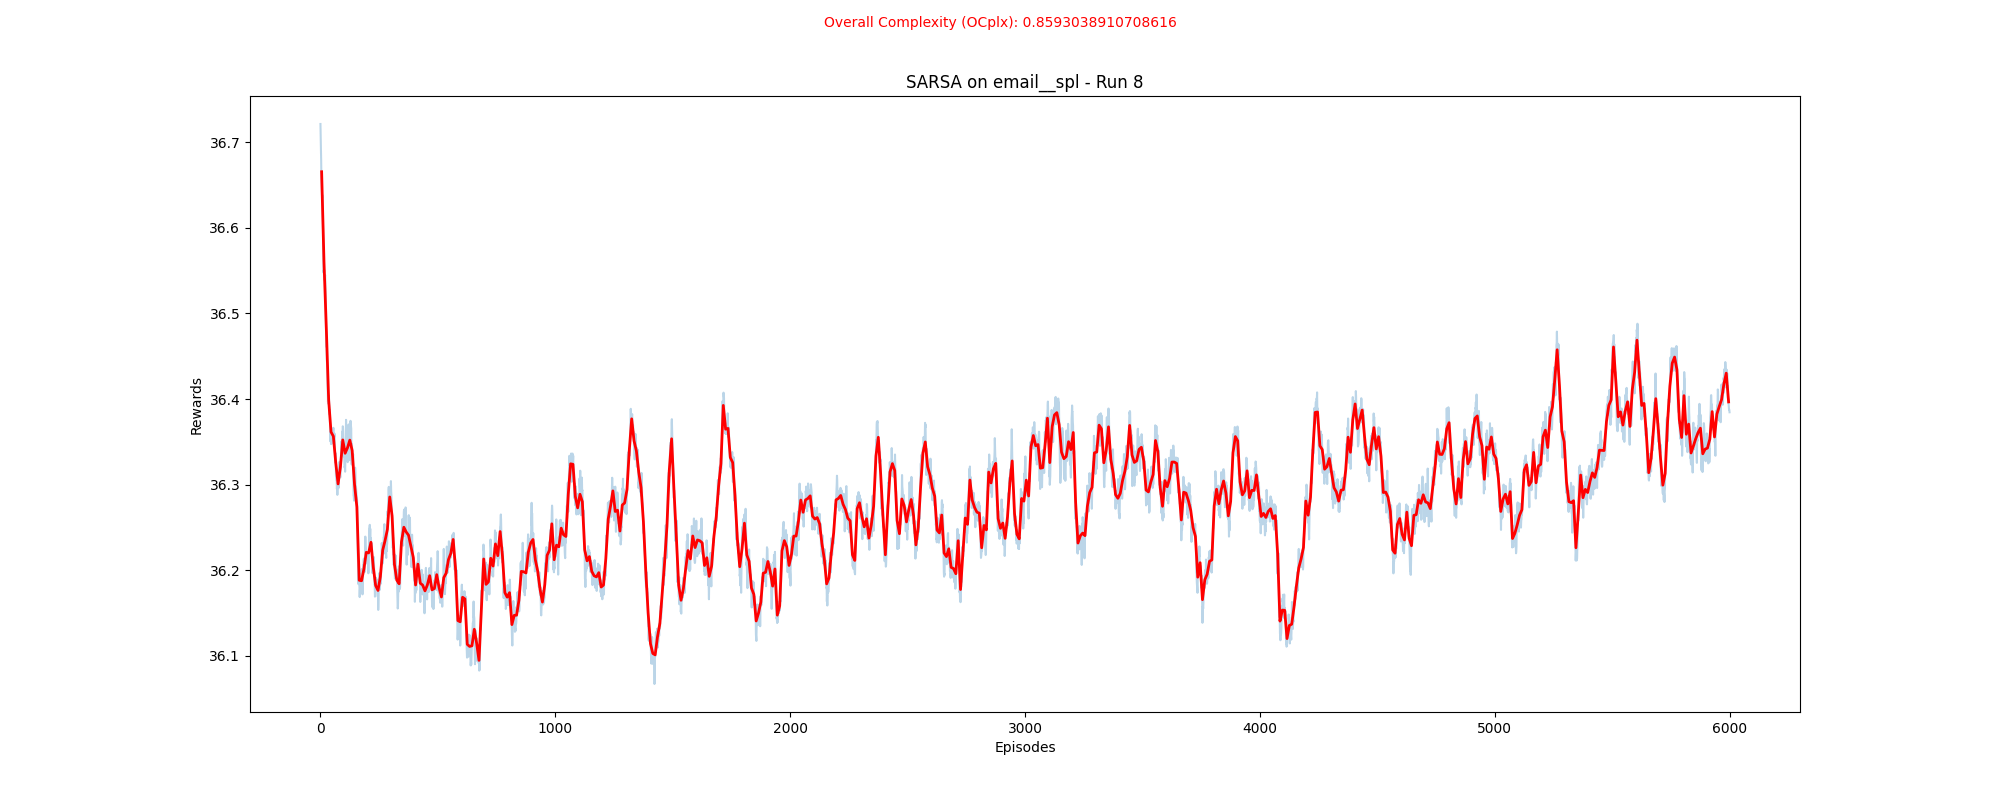 Overall Complexity (OCplx): 0.8593038910708616
SARSA on email__spl - Run 8
36.7
36.6
36.5
36.4
36.3
36.2
36.1
Rewards
0 1000 2000 3000 4000 5000 6000
Episodes